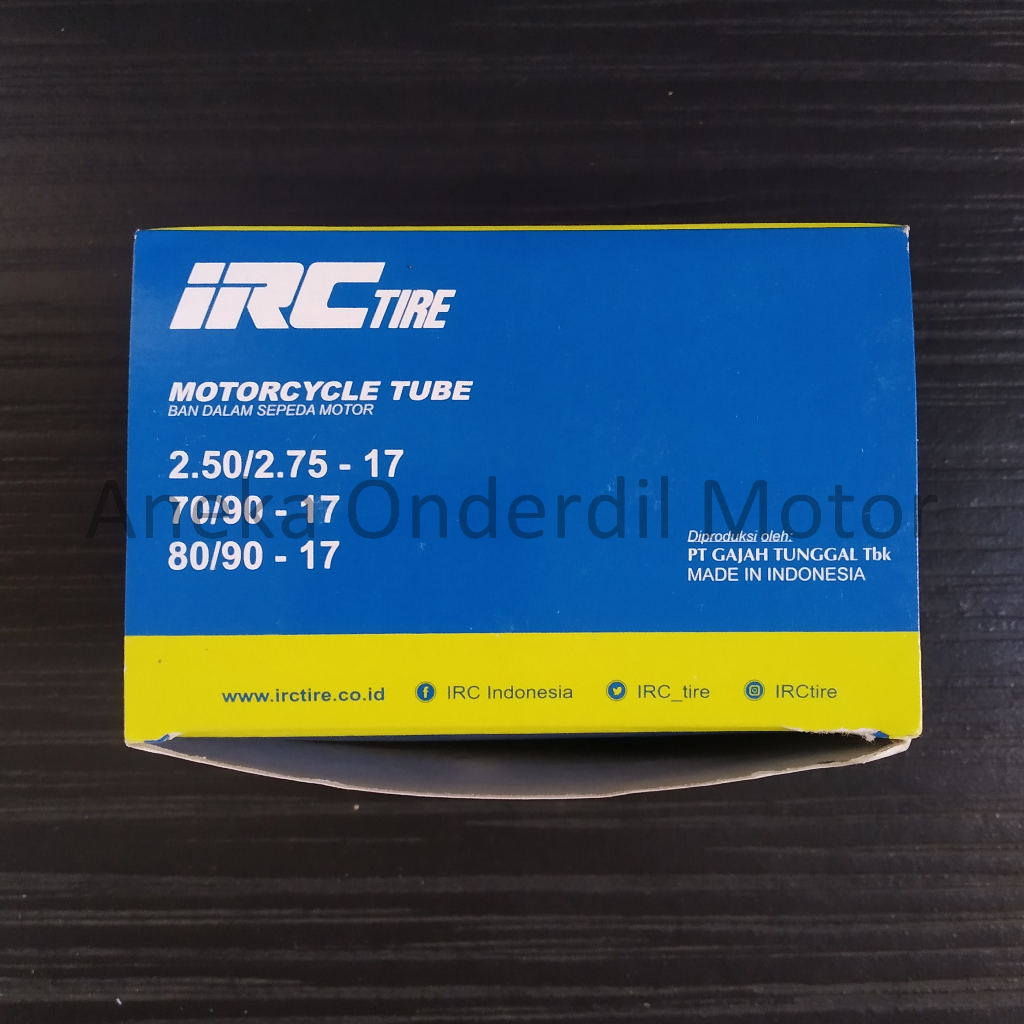 iRC TIRE
MOTORCYCLE TUBE
BAN DALAM SEPEDA MOTOR
2.50/2.75 - 17
70/90 - 17
80/90 - 17
Aneka Onderdil Motor
Diproduksi oleh:
PT GAJAH TUNGGAL Tbk
MADE IN INDONESIA
www.irctire.co.id IRC Indonesia IRC_tire IRCtire